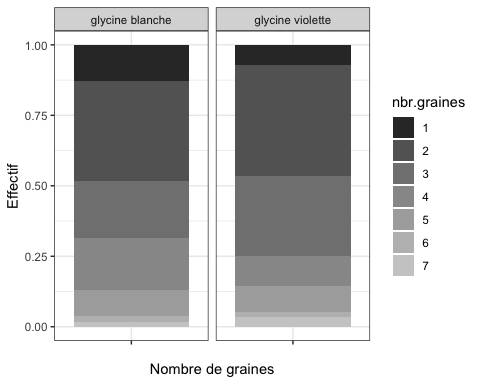 glycine blanche
glycine violette
1.00
0.75
0.50
0.25
0.00
Effectif
Nombre de graines
nbr.graines
1
2
3
4
5
6
7